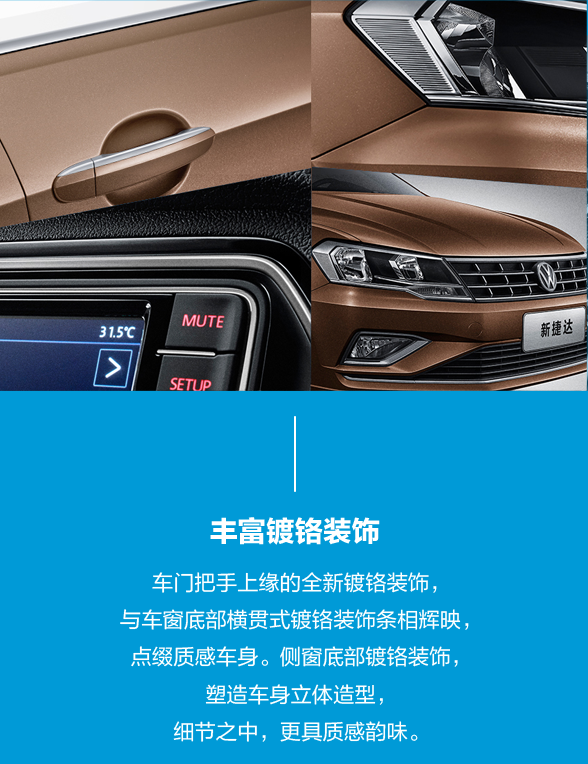 31.5℃
MUTE
SETUP
新捷达
丰富镀铬装饰
车门把手上缘的全新镀铬装饰，
与车窗底部横贯式镀铬装饰条相辉映，
点缀质感车身。侧窗底部镀铬装饰，
塑造车身立体造型，
细节之中，更具质感韵味。